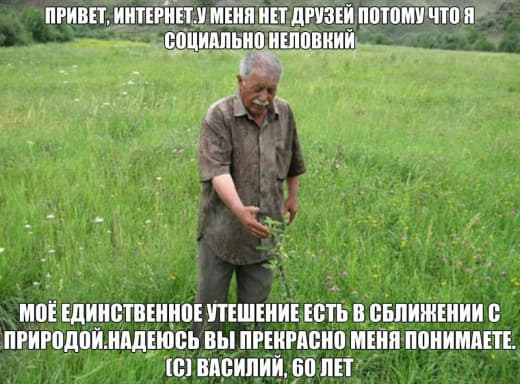 ПРИВЕТ, ИНТЕРНЕТ.У МЕНЯ НЕТ ДРУЗЕЙ ПОТОМУ ЧТО Я
СОЦИАЛЬНО НЕЛОВКИЙ
МОЁ ЕДИНСТВЕННОЕ УТЕШЕНИЕ ЕСТЬ В СБЛИЖЕНИИ С
ПРИРОДОЙ.НАДЕЮСЬ ВЫ ПРЕКРАСНО МЕНЯ ПОНИМАЕТЕ.
(С) ВАСИЛИЙ, 60 ЛЕТ